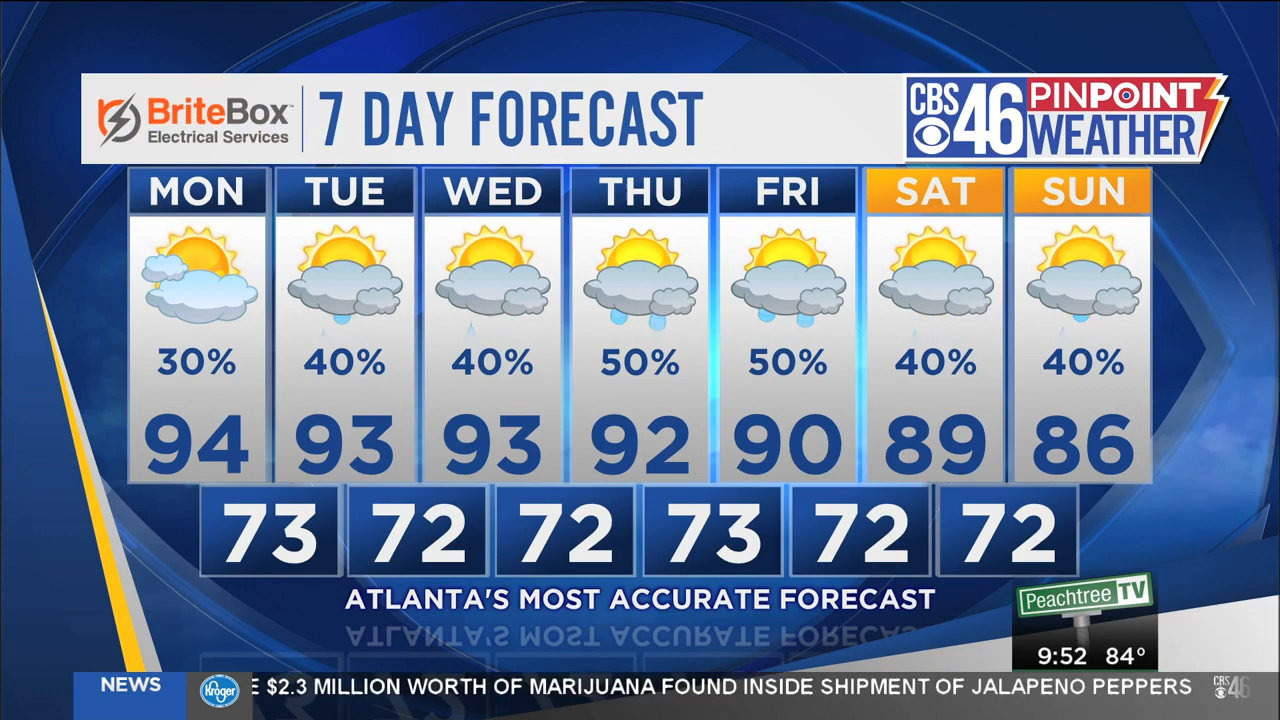 BriteBox™
Electrical Services
7 DAY FORECAST
CBS 46 PINPOINT WEATHER
MON TUE WED THU FRI SAT SUN
30% 40% 40% 50% 50% 40% 40%
94 93 93 92 90 89 86
73 72 72 73 72 72
ATLANTA'S MOST ACCURATE FORECAST
Peachtree TV
9:52 84°
NEWS Kroger E $2.3 MILLION WORTH OF MARIJUANA FOUND INSIDE SHIPMENT OF JALAPENO PEPPERS CBS 46